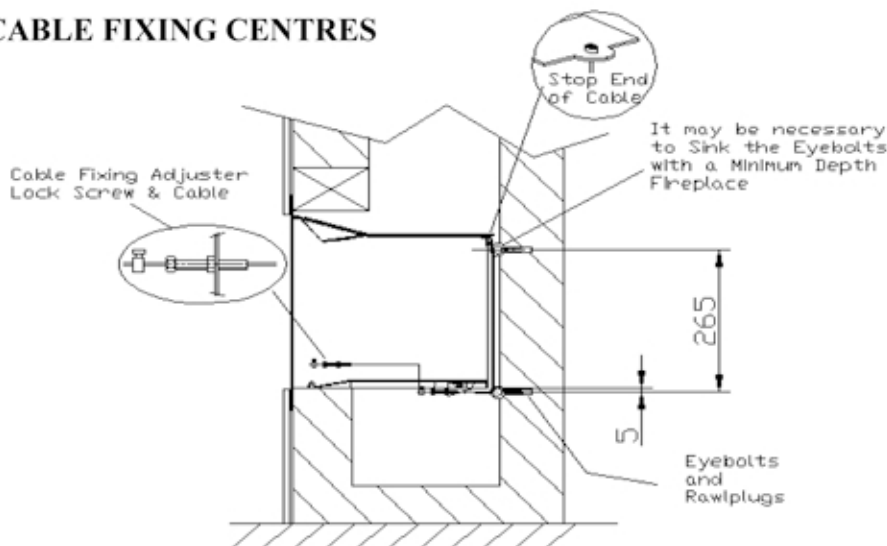 CABLE FIXING CENTRES
Stop End
of Cable
It may be necessary
to Sink the Eyebolts
with a Minimum Depth
Fireplace
Cable Fixing Adjuster
Lock Screw & Cable
265
5
Eyebolts
and
Rawlplugs